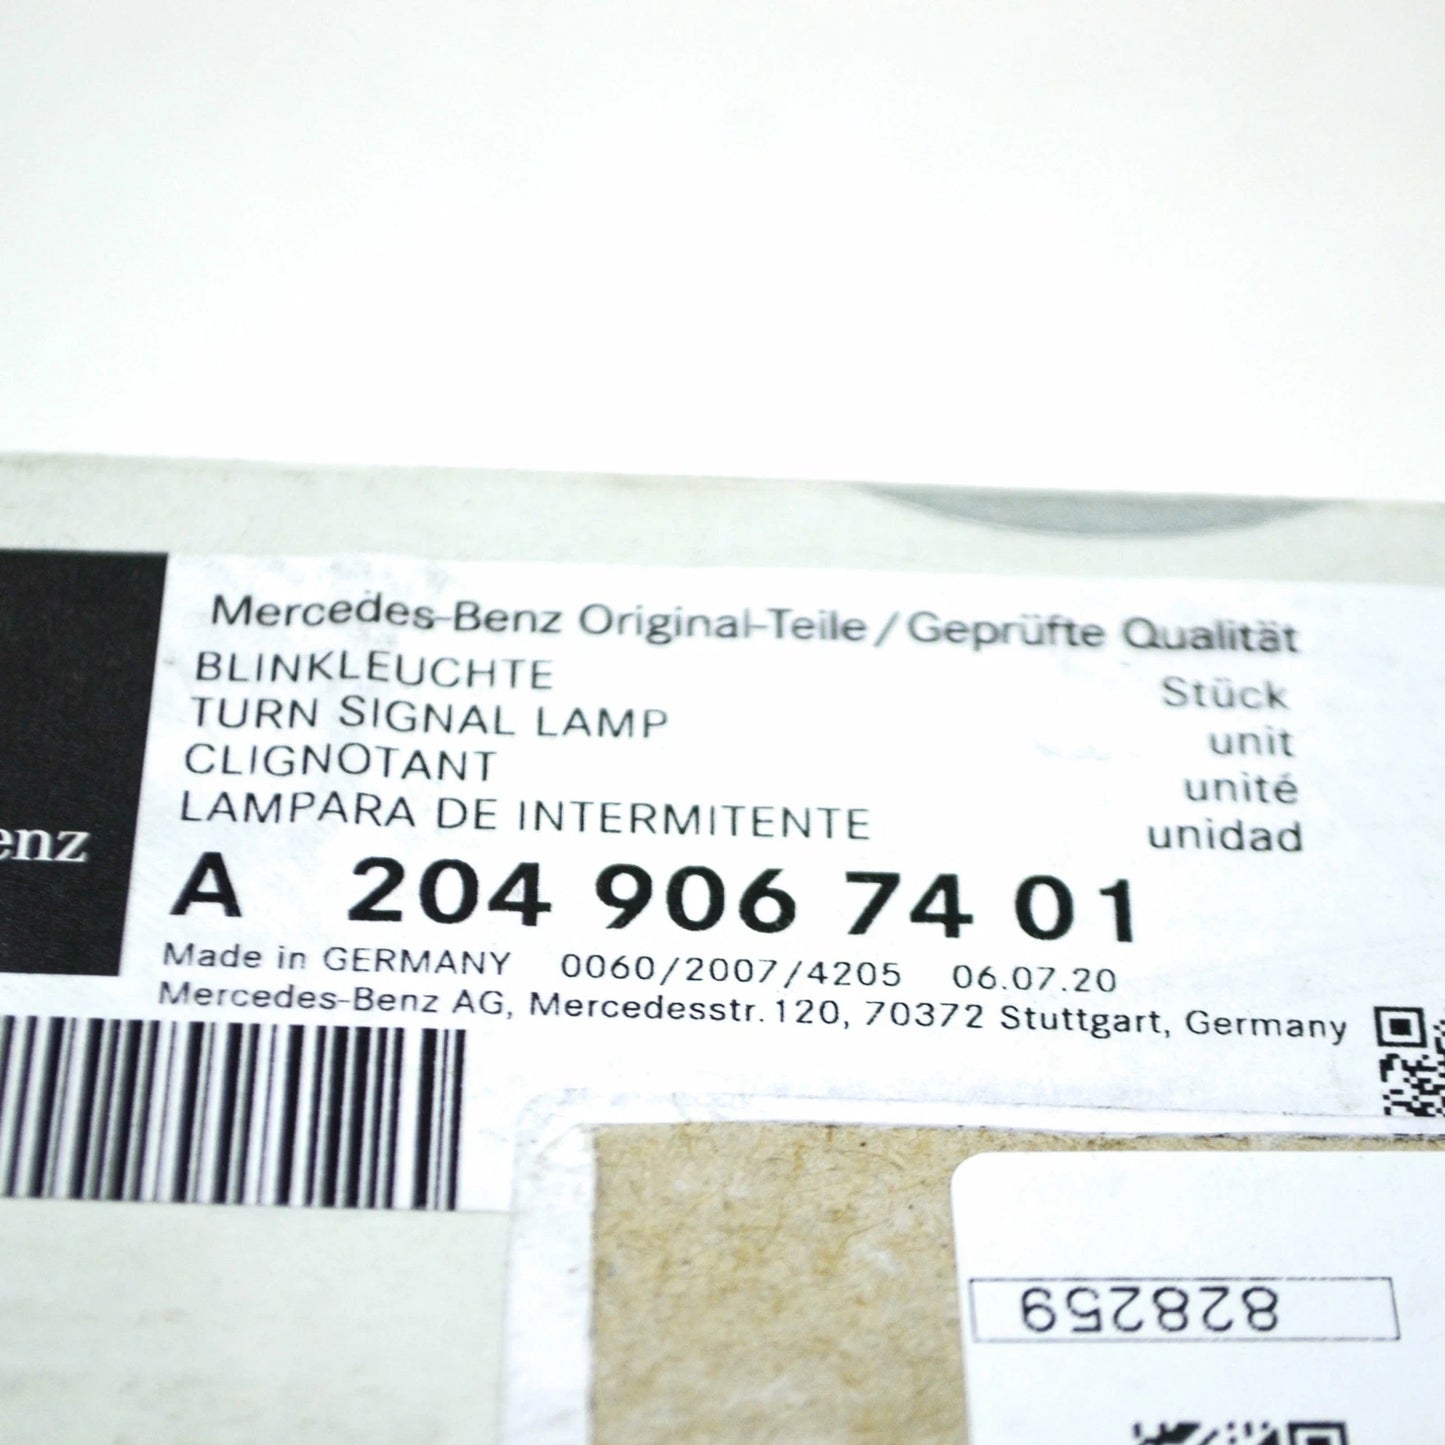 Mercedes-Benz Original-Teile / Geprüfte Qualität
BLINKLEUCHTE
Stück
TURN SIGNAL LAMP
unit
CLIGNOTANT
unité
LAMPARA DE INTERMITENTE
unidad
A 204 906 74 01
enz
Made in GERMANY 0060/2007/4205 06.07.20
Mercedes-Benz AG, Mercedesstr. 120, 70372 Stuttgart, Germany
828259